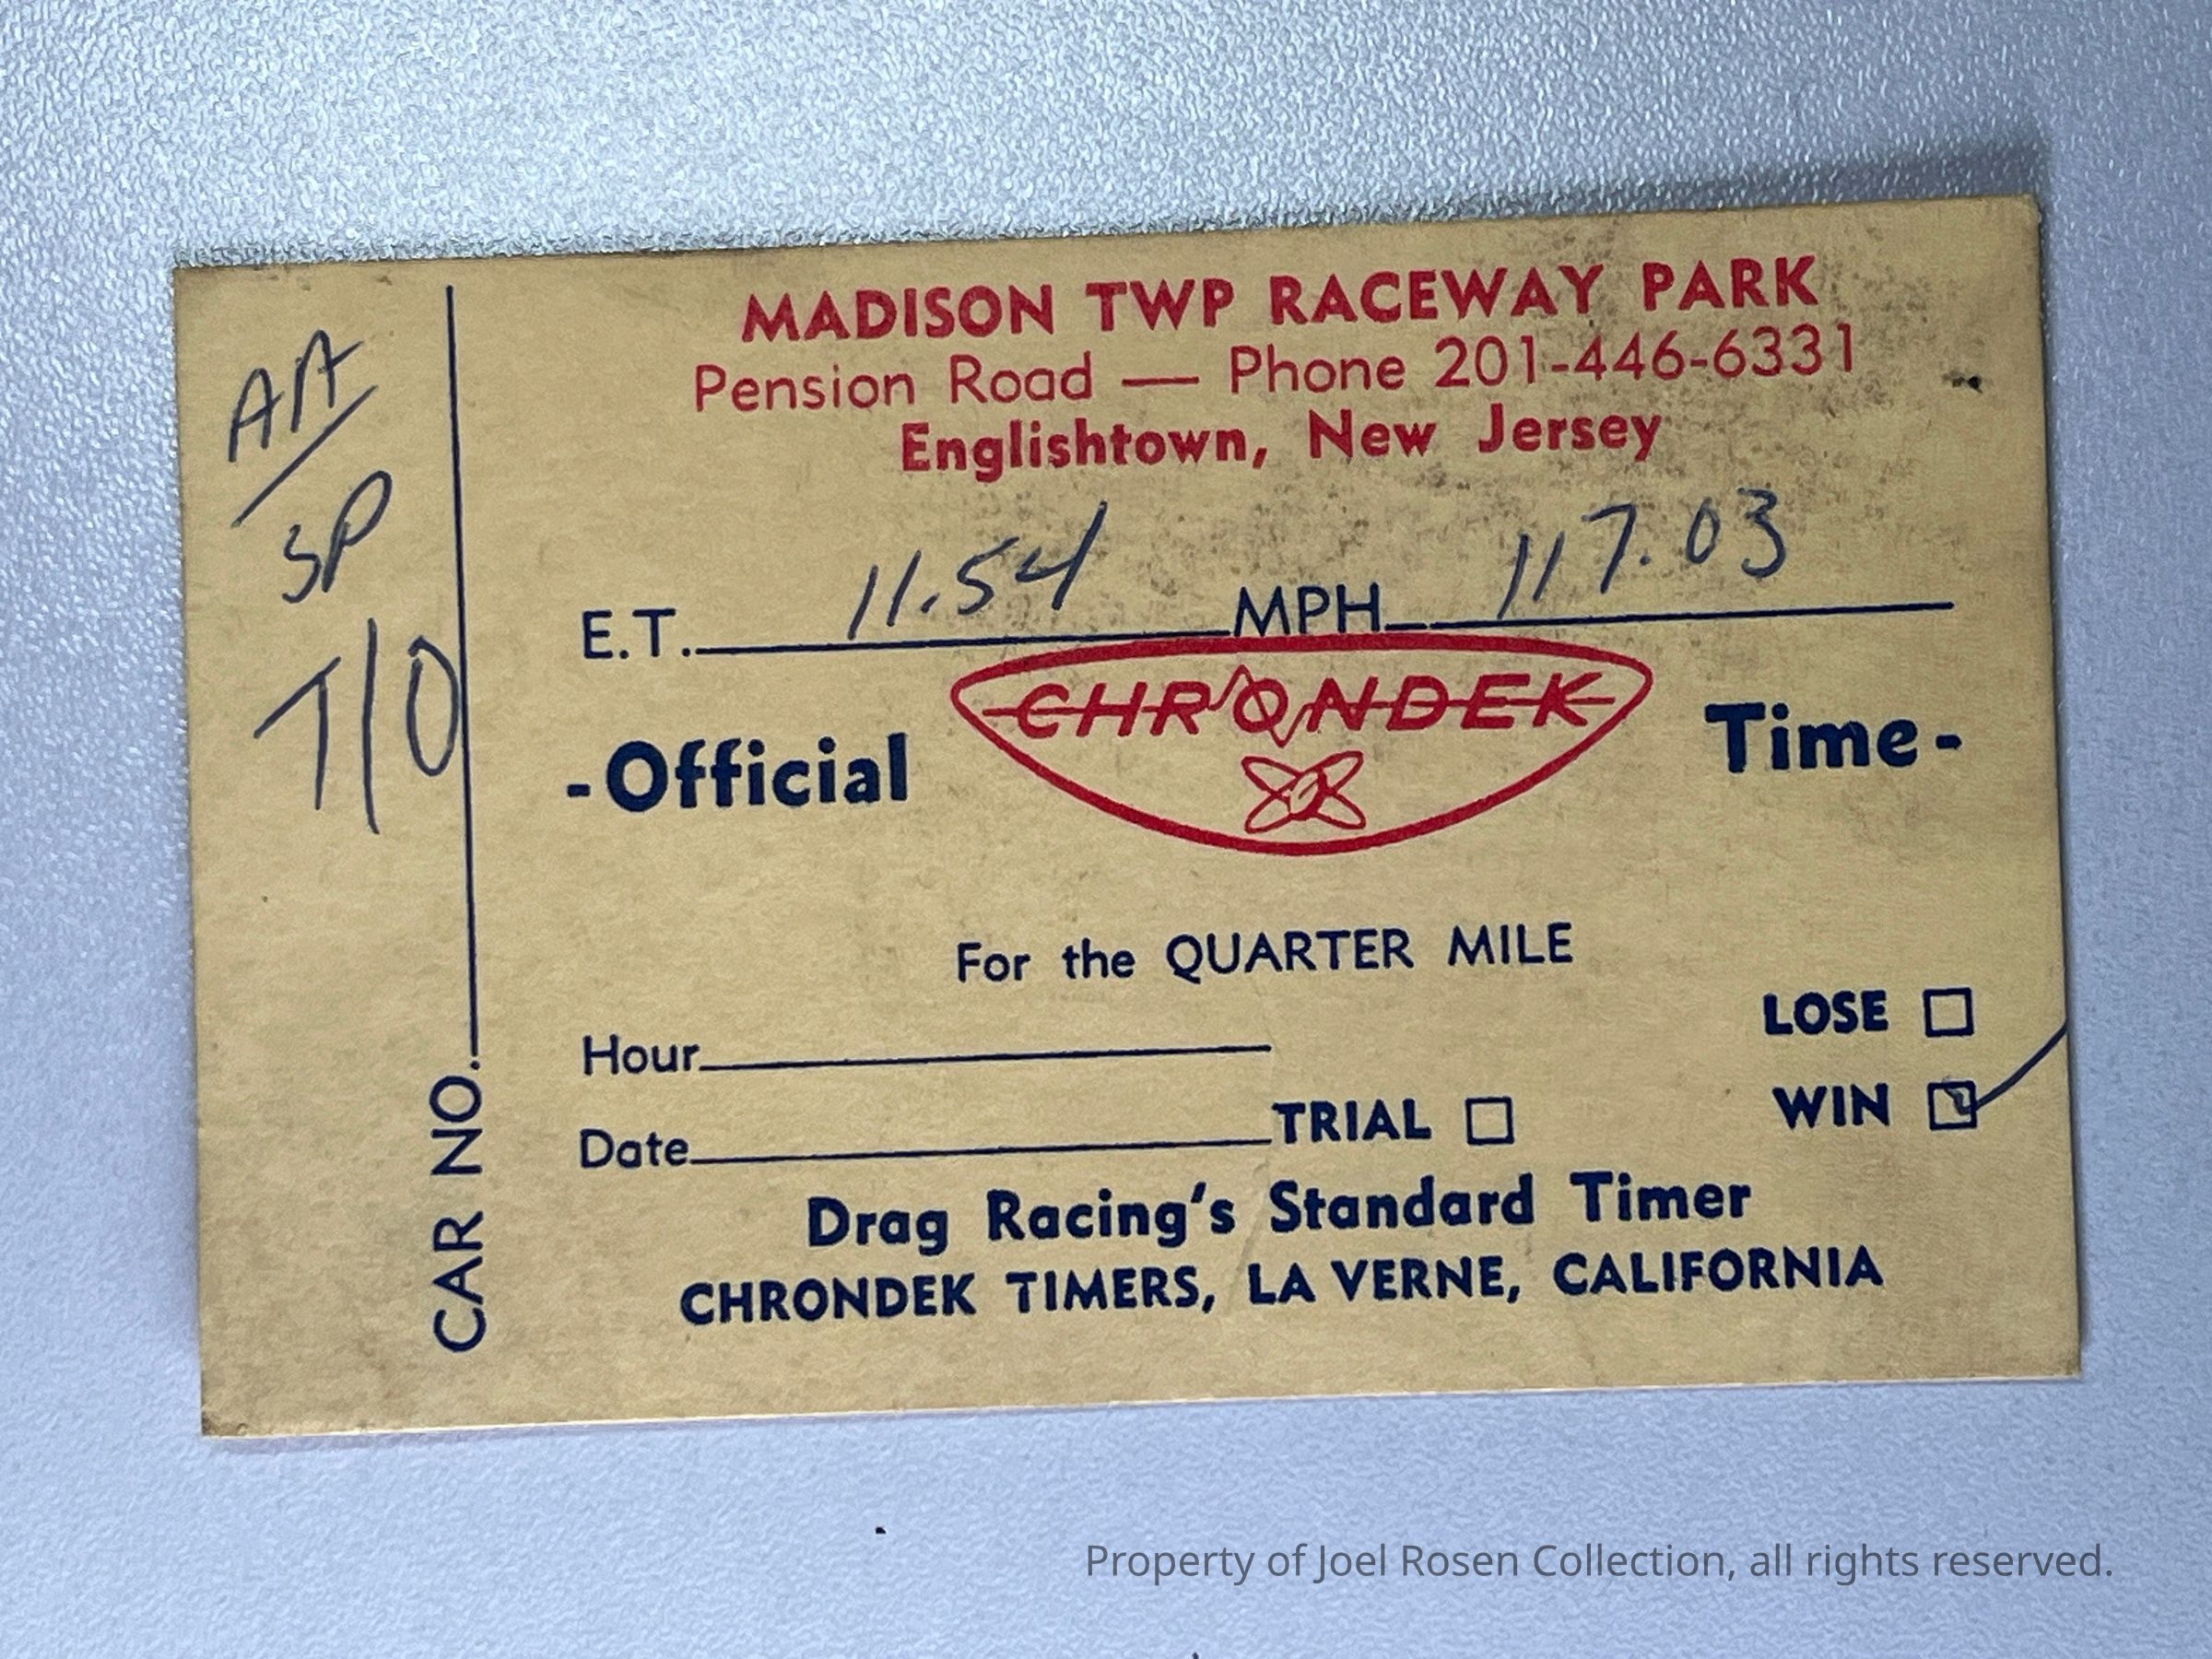 AA/SP
710
CAR NO.
MADISON TWP RACEWAY PARK
Pension Road — Phone 201-446-6331
Englishtown, New Jersey
E.T. 11.54 MPH 117.03
-Official CHRONDEK Time-
For the QUARTER MILE
LOSE
Hour
WIN
Date TRIAL
Drag Racing's Standard Timer
CHRONDEK TIMERS, LA VERNE, CALIFORNIA
Property of Joel Rosen Collection, all rights reserved.